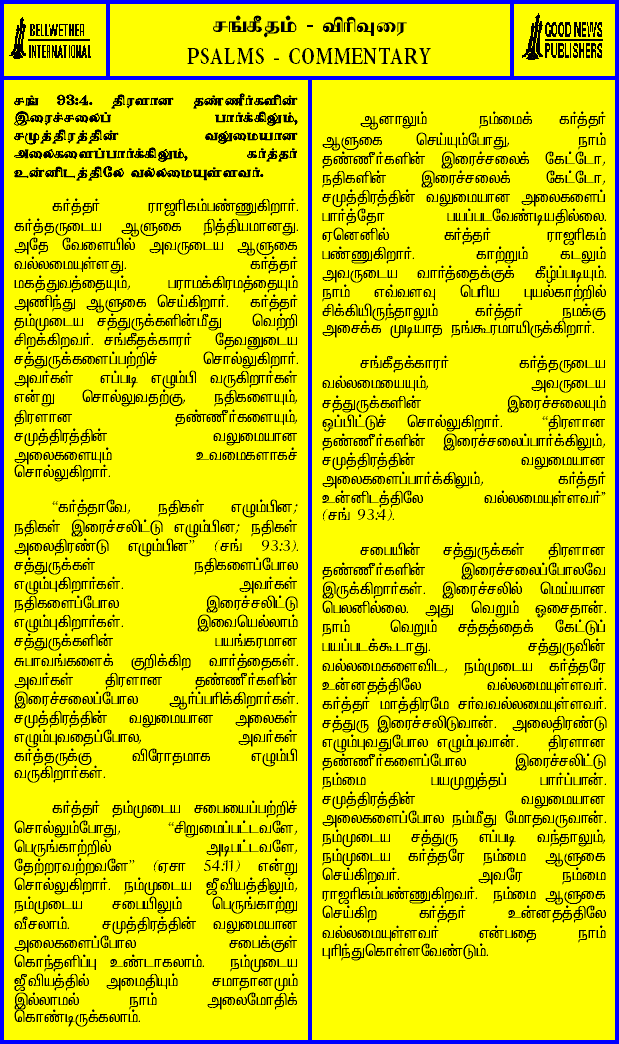 BELLWETHER
INTERNATIONAL
சங்கீதம் - விரிவுரை
PSALMS - COMMENTARY
GOOD NEWS
PUBLISHERS
சங் 93:4. திரளான தண்ணீர்களின்
இரைச்சலைப் பார்க்கிலும்,
சமுத்திரத்தின் வலுமையான
அலைகளைப்பார்க்கிலும், கர்த்தர்
உன்னிடத்திலே வல்லமையுள்ளவர்.
கர்த்தர் ராஜரிகம்பண்ணுகிறார்.
கர்த்தருடைய ஆளுகை நித்தியமானது.
அதே வேளையில் அவருடைய ஆளுகை
வல்லமையுள்ளது. கர்த்தர்
மகத்துவத்தையும், பராமக்கிரமத்தையும்
அணிந்து ஆளுகை செய்கிறார். கர்த்தர்
தம்முடைய சத்துருக்களின்மீது வெற்றி
சிறக்கிறவர். சங்கீதக்காரர் தேவனுடைய
சத்துருக்களைப்பற்றிச் சொல்லுகிறார்.
அவர்கள் எப்படி எழும்பி வருகிறார்கள்
என்று சொல்லுவதற்கு, நதிகளையும்,
திரளான தண்ணீர்களையும்,
சமுத்திரத்தின் வலுமையான
அலைகளையும் உவமைகளாகச்
சொல்லுகிறார்.
“கர்த்தாவே, நதிகள் எழும்பின;
நதிகள் இரைச்சலிட்டு எழும்பின; நதிகள்
அலைதிரண்டு எழும்பின” (சங் 93:3).
சத்துருக்கள் நதிகளைப்போல
எழும்புகிறார்கள். அவர்கள்
நதிகளைப்போல இரைச்சலிட்டு
எழும்புகிறார்கள். இவையெல்லாம்
சத்துருக்களின் பயங்கரமான
சுபாவங்களைக் குறிக்கிற வார்த்தைகள்.
அவர்கள் திரளான தண்ணீர்களின்
இரைச்சலைப்போல ஆர்ப்பரிக்கிறார்கள்.
சமுத்திரத்தின் வலுமையான அலைகள்
எழும்புவதைப்போல, அவர்கள்
கர்த்தருக்கு விரோதமாக எழும்பி
வருகிறார்கள்.
கர்த்தர் தம்முடைய சபையைப்பற்றிச்
சொல்லும்போது, “சிறுமைப்பட்டவளே,
பெருங்காற்றில் அடிபட்டவளே,
தேற்றரவற்றவளே” (ஏசா 54:11) என்று
சொல்லுகிறார். நம்முடைய ஜீவியத்திலும்,
நம்முடைய சபையிலும் பெருங்காற்று
வீசலாம். சமுத்திரத்தின் வலுமையான
அலைகளைப்போல சபைக்குள்
கொந்தளிப்பு உண்டாகலாம். நம்முடைய
ஜீவியத்தில் அமைதியும் சமாதானமும்
இல்லாமல் நாம் அலைமோதிக்
கொண்டிருக்கலாம்.
ஆனாலும் நம்மைக் கர்த்தர்
ஆளுகை செய்யும்போது, நாம்
தண்ணீர்களின் இரைச்சலைக் கேட்டோ,
நதிகளின் இரைச்சலைக் கேட்டோ,
சமுத்திரத்தின் வலுமையான அலைகளைப்
பார்த்தோ பயப்படவேண்டியதில்லை.
ஏனெனில் கர்த்தர் ராஜரிகம்
பண்ணுகிறார். காற்றும் கடலும்
அவருடைய வார்த்தைக்குக் கீழ்ப்படியும்.
நாம் எவ்வளவு பெரிய புயல்காற்றில்
சிக்கியிருந்தாலும் கர்த்தர் நமக்கு
அசைக்க முடியாத நங்கூரமாயிருக்கிறார்.
சங்கீதக்காரர் கர்த்தருடைய
வல்லமையையும், அவருடைய
சத்துருக்களின் இரைச்சலையும்
ஒப்பிட்டுச் சொல்லுகிறார். “திரளான
தண்ணீர்களின் இரைச்சலைப்பார்க்கிலும்,
சமுத்திரத்தின் வலுமையான
அலைகளைப்பார்க்கிலும், கர்த்தர்
உன்னிடத்திலே வல்லமையுள்ளவர்”
(சங் 93:4).
சபையின் சத்துருக்கள் திரளான
தண்ணீர்களின் இரைச்சலைப்போலவே
இருக்கிறார்கள். இரைச்சலில் மெய்யான
பெலனில்லை. அது வெறும் ஓசைதான்.
நாம் வெறும் சத்தத்தைக் கேட்டுப்
பயப்படக்கூடாது. சத்துருவின்
வல்லமைகளைவிட, நம்முடைய கர்த்தரே
உன்னதத்திலே வல்லமையுள்ளவர்.
கர்த்தர் மாத்திரமே சர்வவல்லமையுள்ளவர்.
சத்துரு இரைச்சலிடுவான். அலைதிரண்டு
எழும்புவதுபோல எழும்புவான். திரளான
தண்ணீர்களைப்போல இரைச்சலிட்டு
நம்மை பயமுறுத்தப் பார்ப்பான்.
சமுத்திரத்தின் வலுமையான
அலைகளைப்போல நம்மீது மோதவருவான்.
நம்முடைய சத்துரு எப்படி வந்தாலும்,
நம்முடைய கர்த்தரே நம்மை ஆளுகை
செய்கிறவர். அவரே நம்மை
ராஜரிகம்பண்ணுகிறவர். நம்மை ஆளுகை
செய்கிற கர்த்தர் உன்னதத்திலே
வல்லமையுள்ளவர் என்பதை நாம்
புரிந்துகொள்ளவேண்டும்.